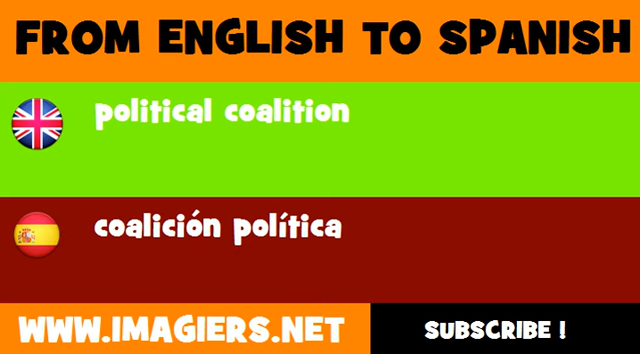 FROM ENGLISH TO SPANISH
political coalition
coalición política
WWW.IMAGIERS.NET
SUBSCRIBE !